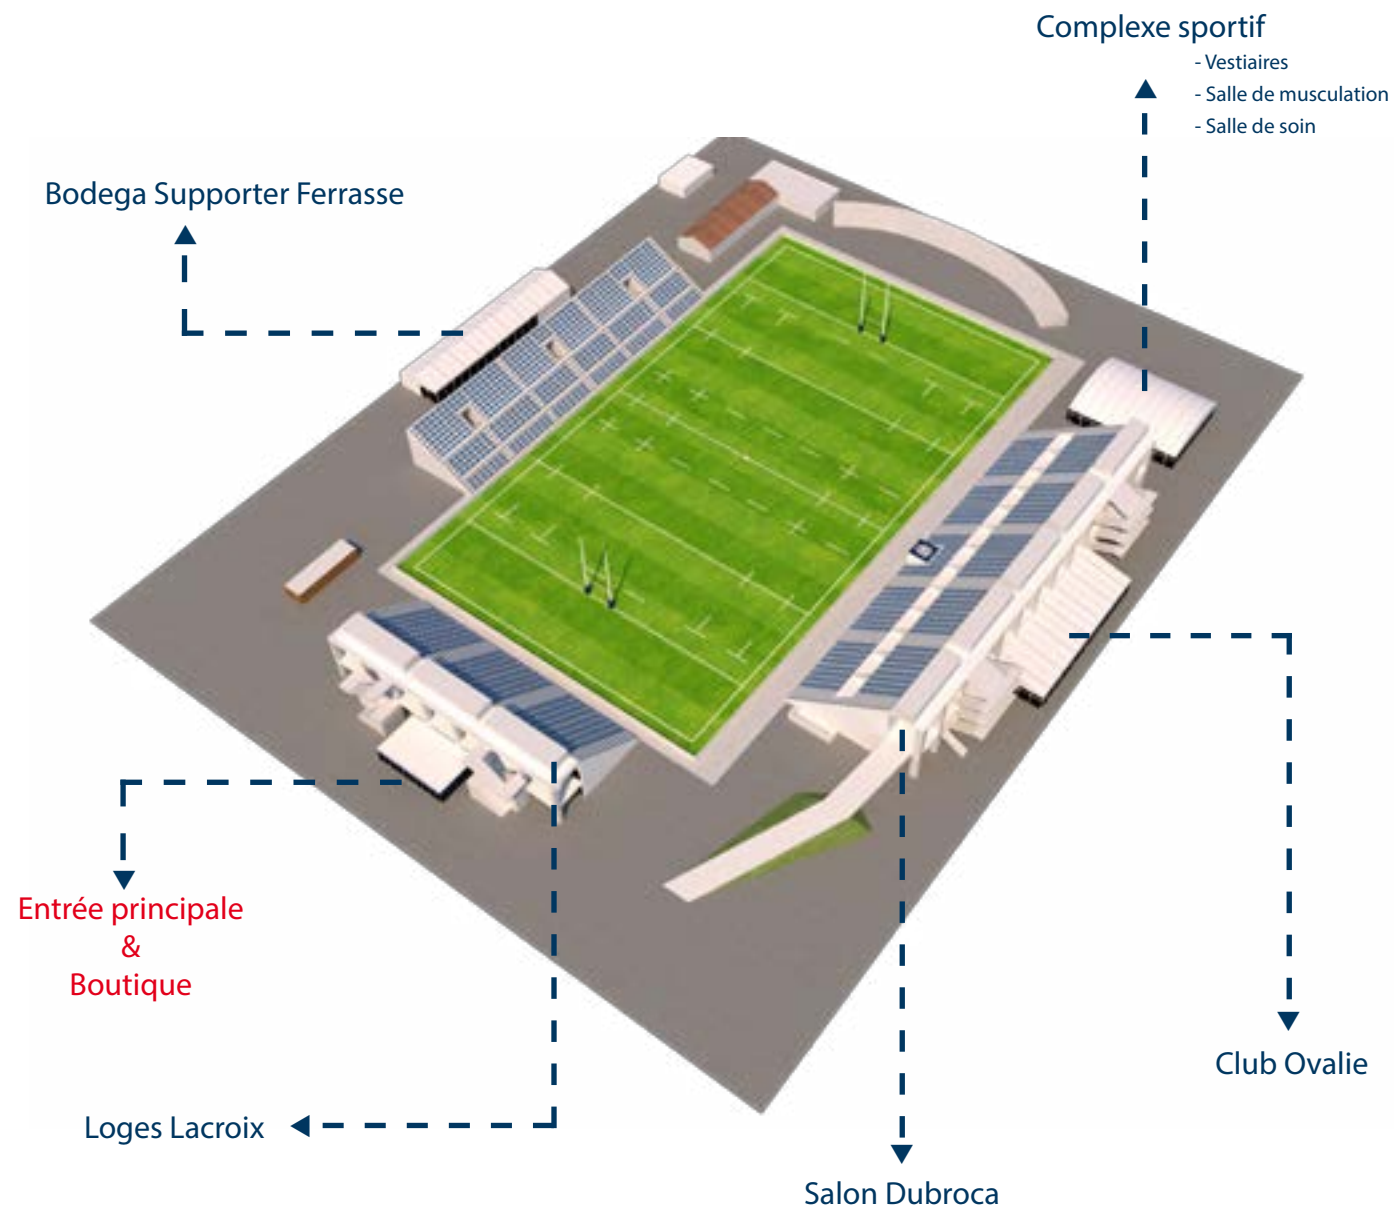 Complexe sportif
- Vestiaires
- Salle de musculation
- Salle de soin
Bodega Supporter Ferrasse
Entrée principale
&
Boutique
Club Ovalie
Loges Lacroix
Salon Dubroca